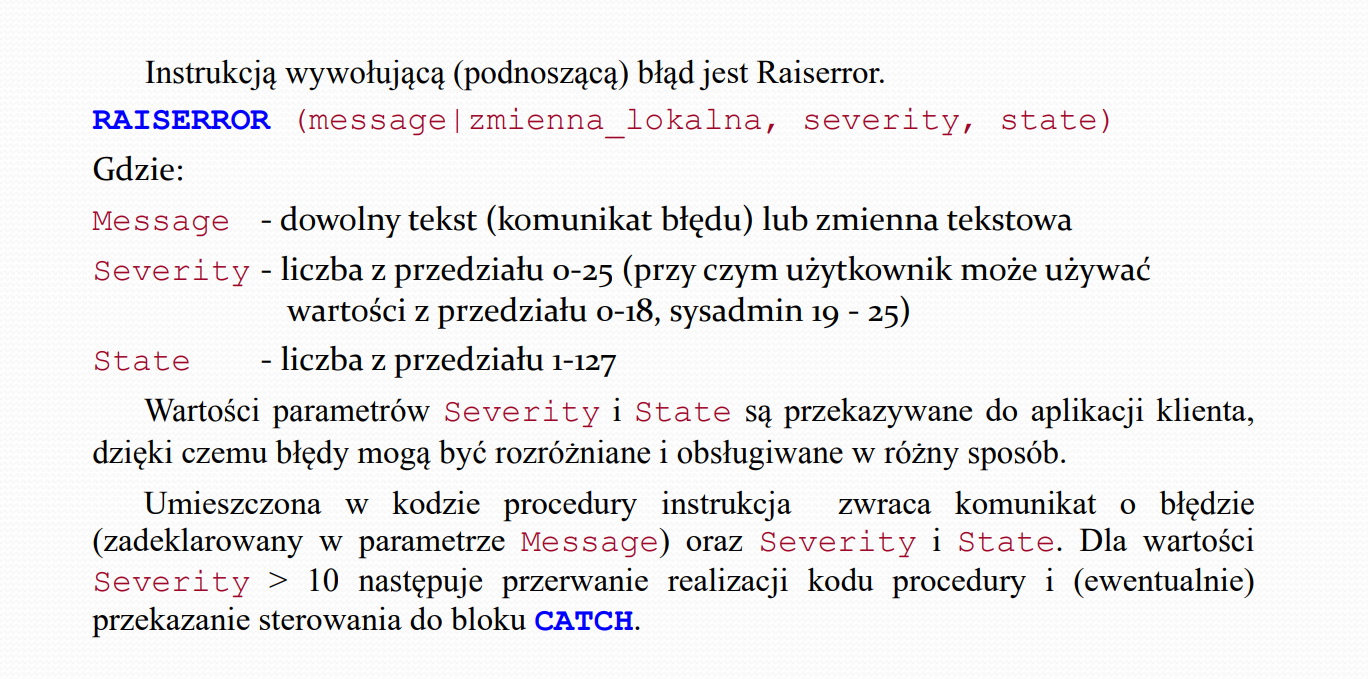 Instrukcją wywołującą (podnoszącą) błąd jest Raiserror.
RAISERROR (message|zmienna_lokalna, severity, state)
Gdzie:
Message - dowolny tekst (komunikat błędu) lub zmienna tekstowa
Severity - liczba z przedziału 0-25 (przy czym użytkownik może używać
wartości z przedziału 0-18, sysadmin 19 - 25)
State - liczba z przedziału 1-127
Wartości parametrów Severity i State są przekazywane do aplikacji klienta,
dzięki czemu błędy mogą być rozróżniane i obsługiwane w różny sposób.
Umieszczona w kodzie procedury instrukcja zwraca komunikat o błędzie
(zadeklarowany w parametrze Message) oraz Severity i State. Dla wartości
Severity > 10 następuje przerwanie realizacji kodu procedury i (ewentualnie)
przekazanie sterowania do bloku CATCH.